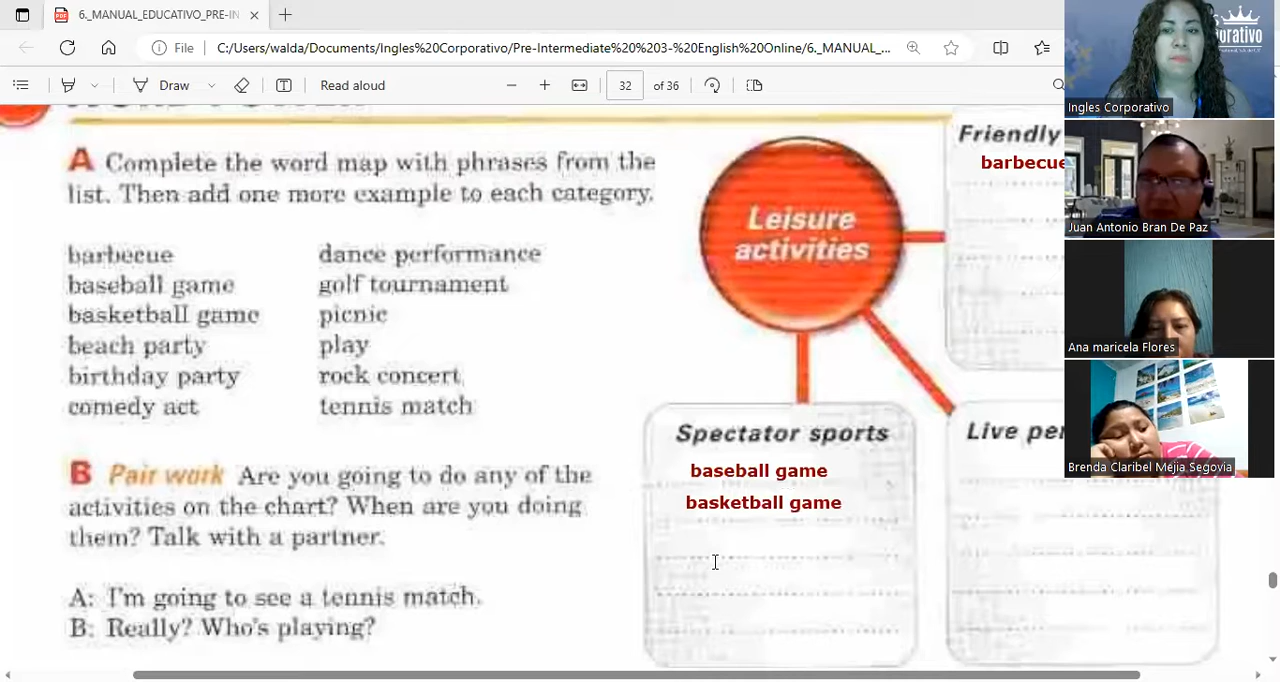 6._MANUAL_EDUCATIVO_PRE-IN
File
C:/Users/walda/Documents/Ingles%20Corporativo/Pre-Intermediate%20%203-%20English%20Online/6._MANUAL_...
Draw
Read aloud
32 of 36
A Complete the word map with phrases from the
list. Then add one more example to each category.
barbecue
baseball game
basketball game
beach party
birthday party
comedy act
dance performance
golf tournament
picnic
play
rock concert
tennis match
B Pair work Are you going to do any of the
activities on the chart? When are you doing
them? Talk with a partner.
A: I'm going to see a tennis match.
B: Really? Who's playing?
Leisure
activities
Friendly
barbecue
Spectator sports
baseball game
basketball game
Live per
Ingles Corporativo
Juan Antonio Bran De Paz
Ana maricela Flores
Brenda Claribel Mejia Segovia